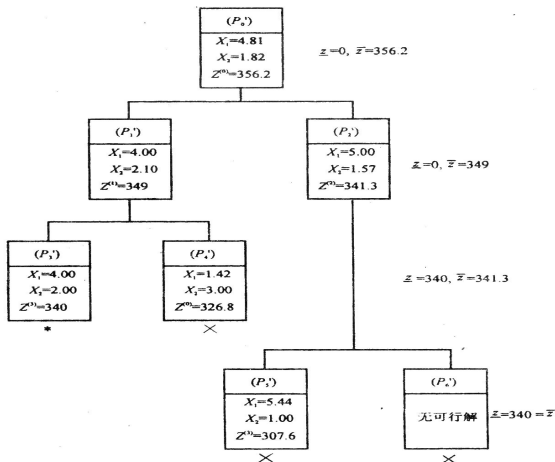 (P₀')
X₁=4.81
X₂=1.82
Z⁽⁰⁾=356.2
z=0, z̅=356.2
(P₁')
X₁=4.00
X₂=2.10
Z⁽¹⁾=349
(P₂')
X₁=5.00
X₂=1.57
Z⁽²⁾=341.3
z=0, z̅=349
(P₃')
X₁=4.00
X₂=2.00
Z⁽³⁾=340
*
(P₄')
X₁=1.42
X₂=3.00
Z⁽⁰⁾=326.8
×
z=340, z̅=341.3
(P₅')
X₁=5.44
X₂=1.00
Z⁽³⁾=307.6
×
(P₆')
无可行解
×
z=340=z̅